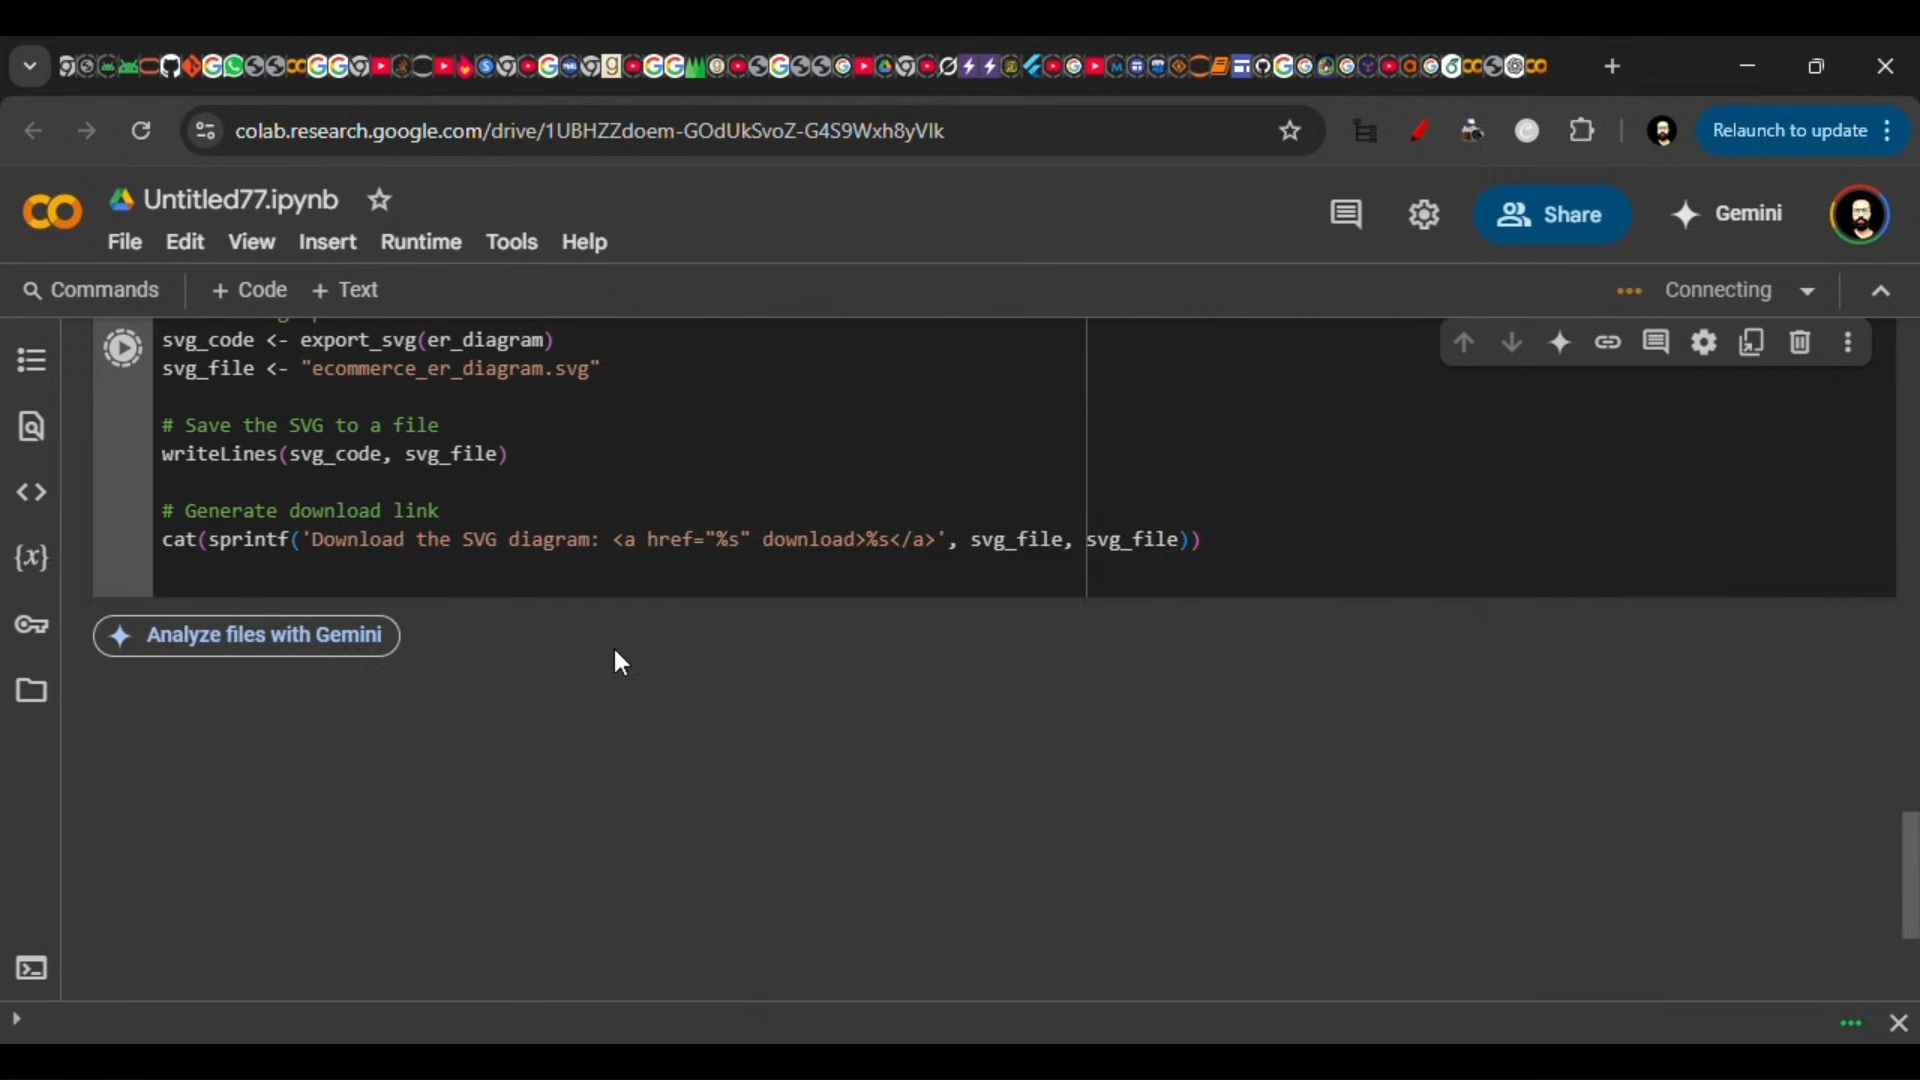 colab.research.google.com/drive/1UBHZZdoem-GOdUkSvoZ-G4S9Wxh8yVlk
Relaunch to update
Untitled77.ipynb
File Edit View Insert Runtime Tools Help
Share
Gemini
Commands + Code + Text
Connecting
svg_code <- export_svg(er_diagram)
svg_file <- "ecommerce_er_diagram.svg"
# Save the SVG to a file
writeLines(svg_code, svg_file)
# Generate download link
cat(sprintf('Download the SVG diagram: <a href="%s" download>%s</a>', svg_file, svg_file))
Analyze files with Gemini